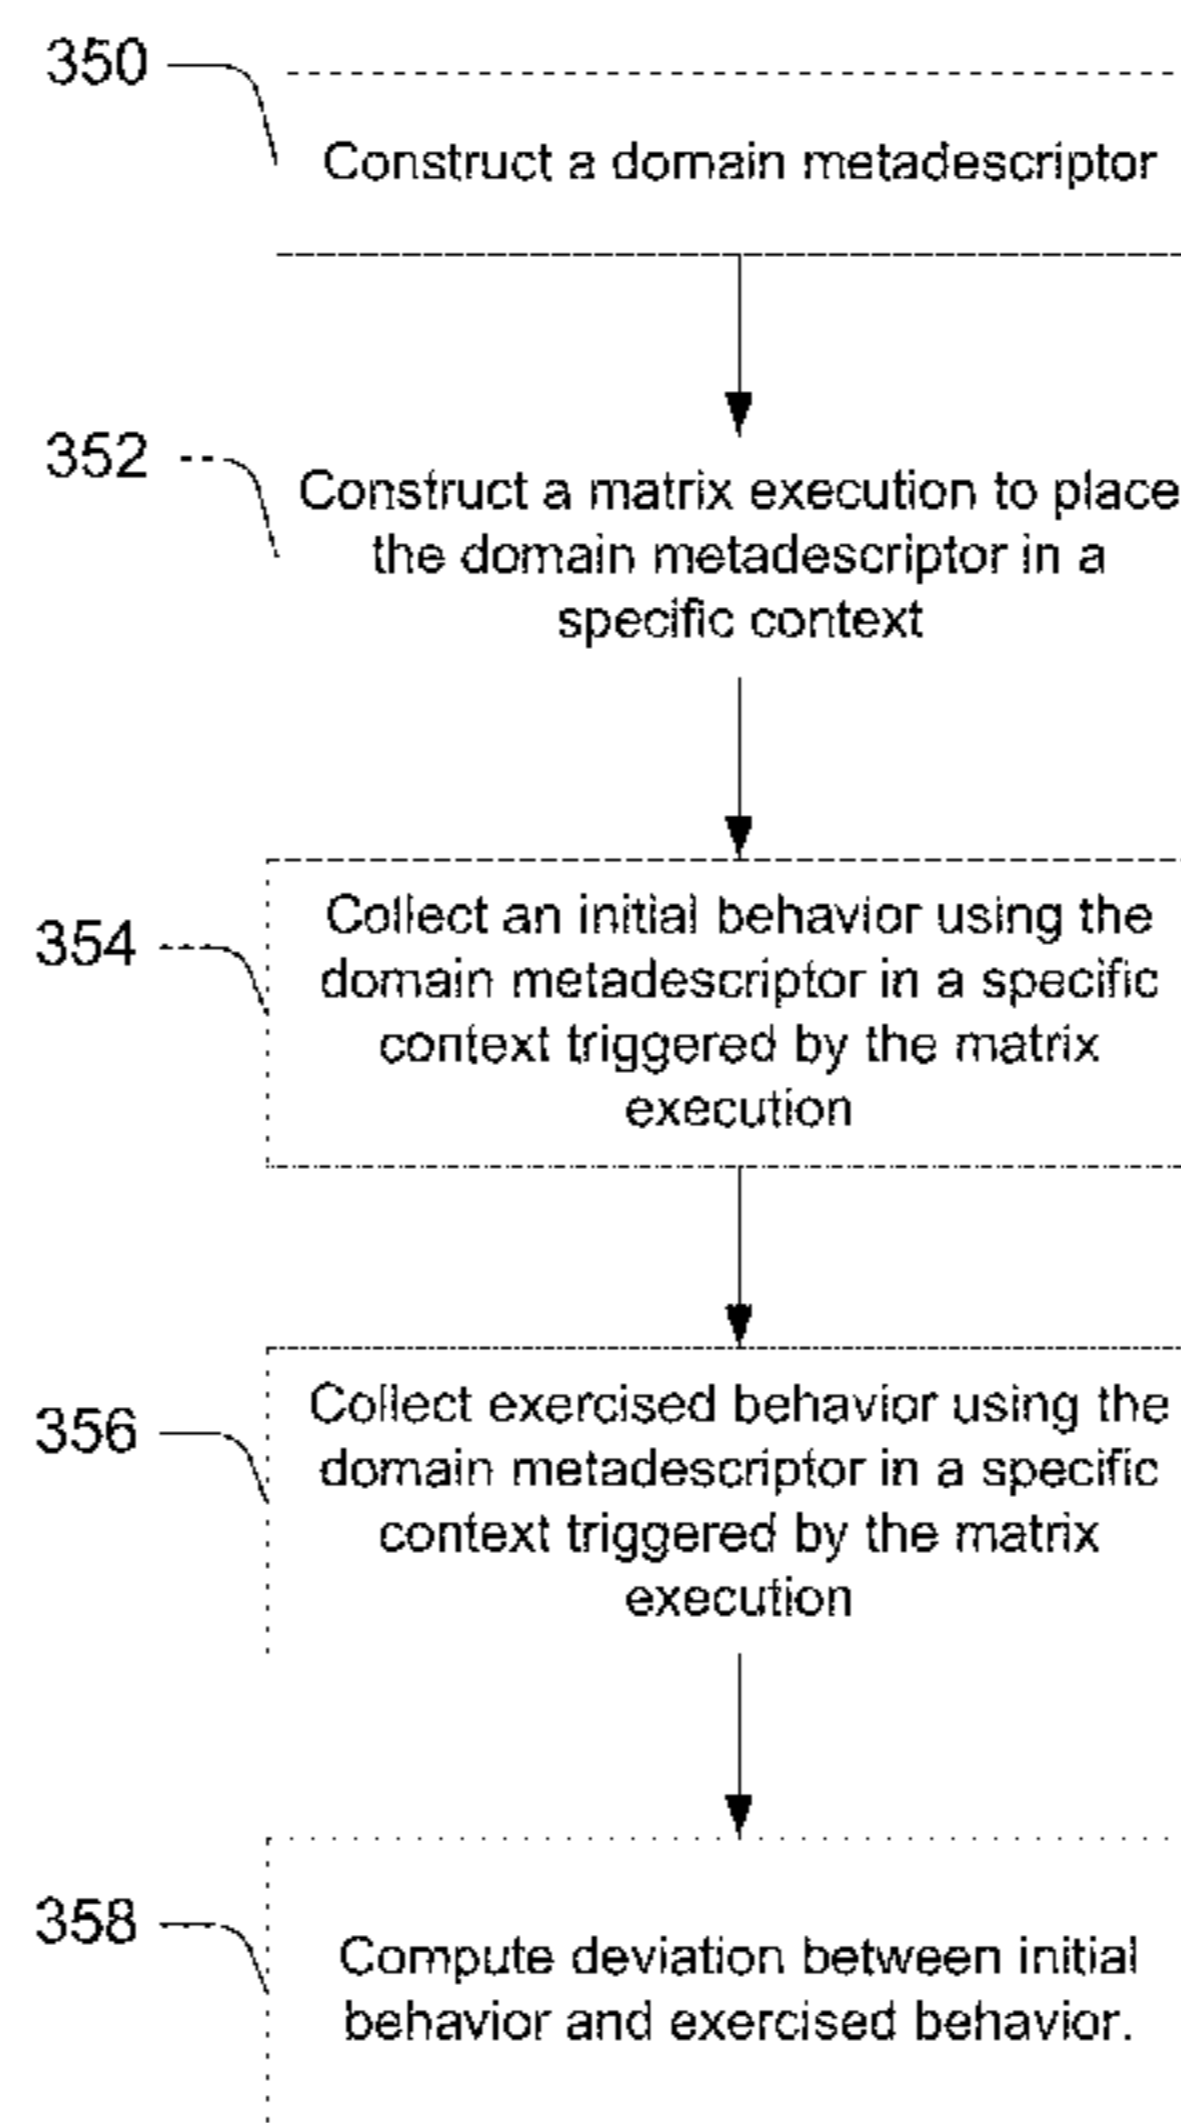 350
Construct a domain metadescriptor
352
Construct a matrix execution to place
the domain metadescriptor in a
specific context
354
Collect an initial behavior using the
domain metadescriptor in a specific
context triggered by the matrix
execution
356
Collect exercised behavior using the
domain metadescriptor in a specific
context triggered by the matrix
execution
358
Compute deviation between initial
behavior and exercised behavior.